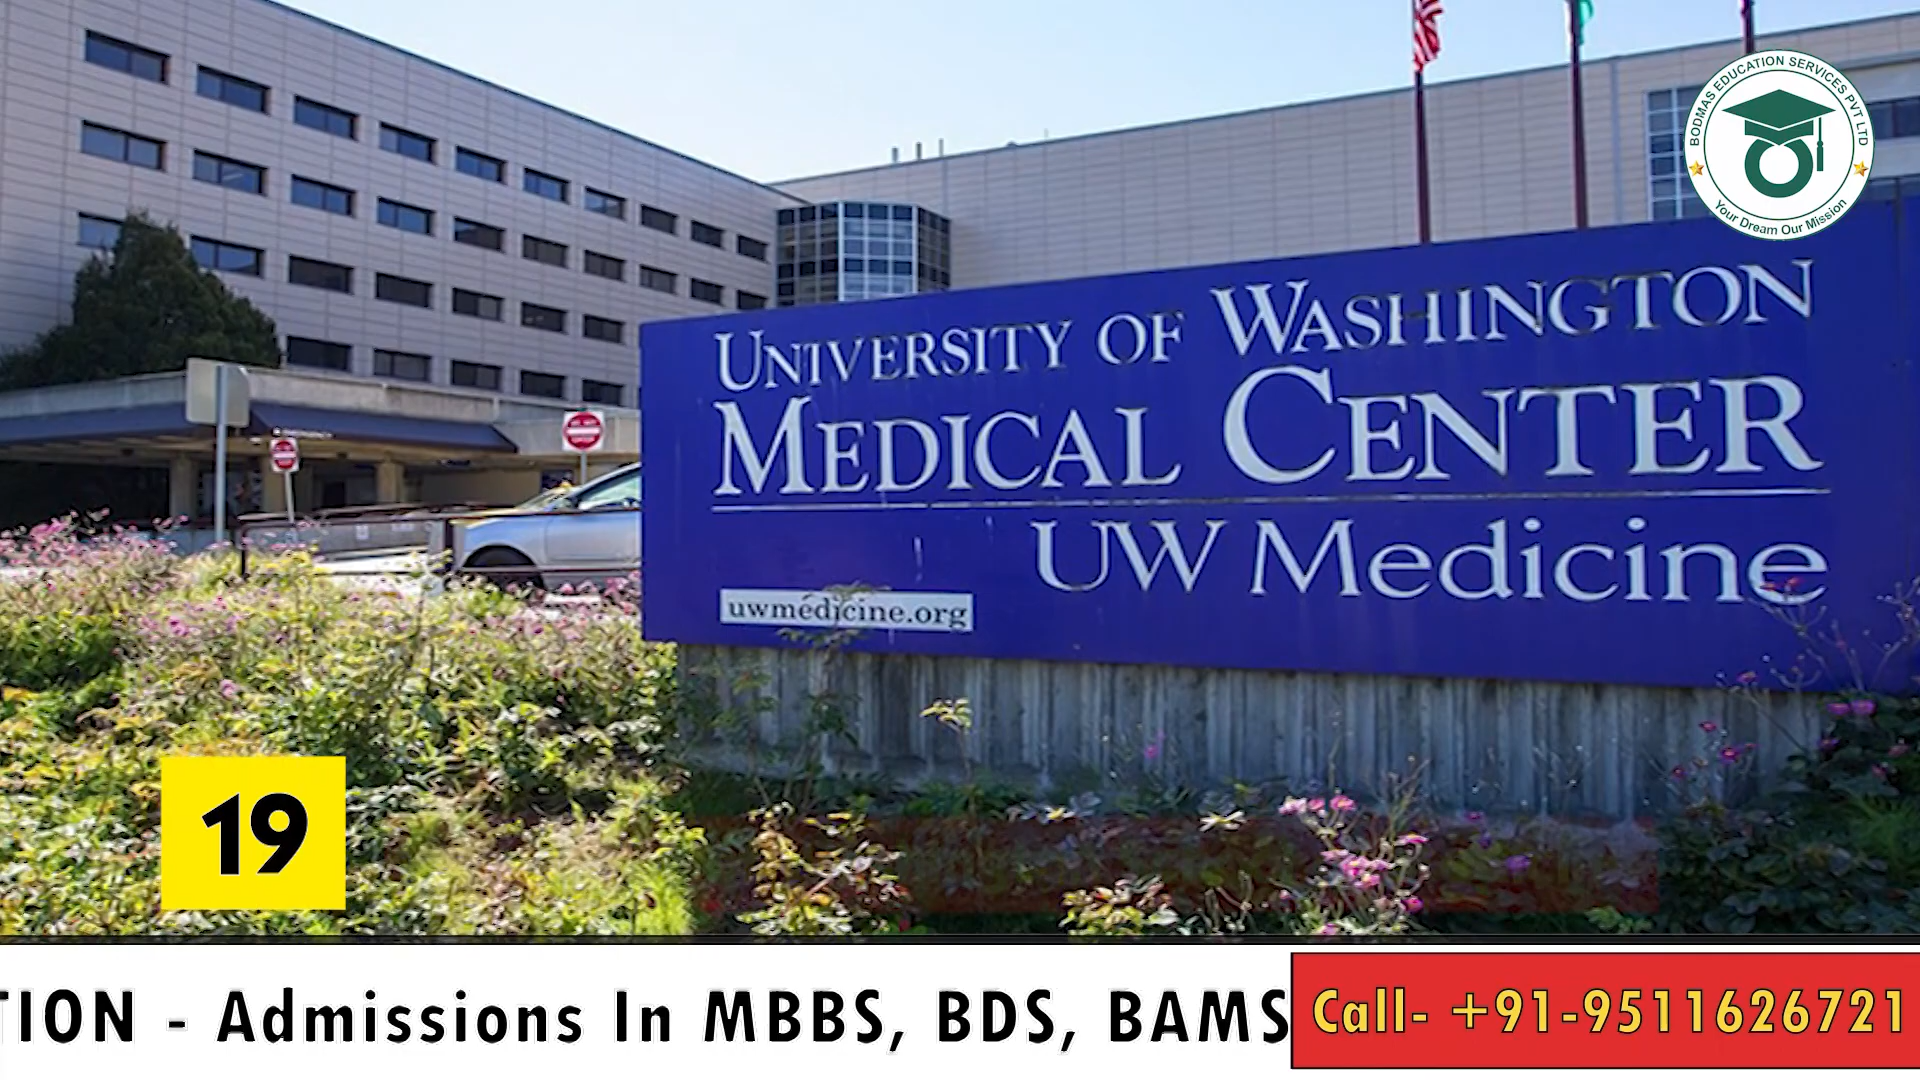 BODMAS EDUCATION SERVICES PVT LTD
Your Dream Our Mission
UNIVERSITY OF WASHINGTON
MEDICAL CENTER
UW Medicine
uwmedicine.org
19
TION - Admissions In MBBS, BDS, BAMS
Call- +91-9511626721